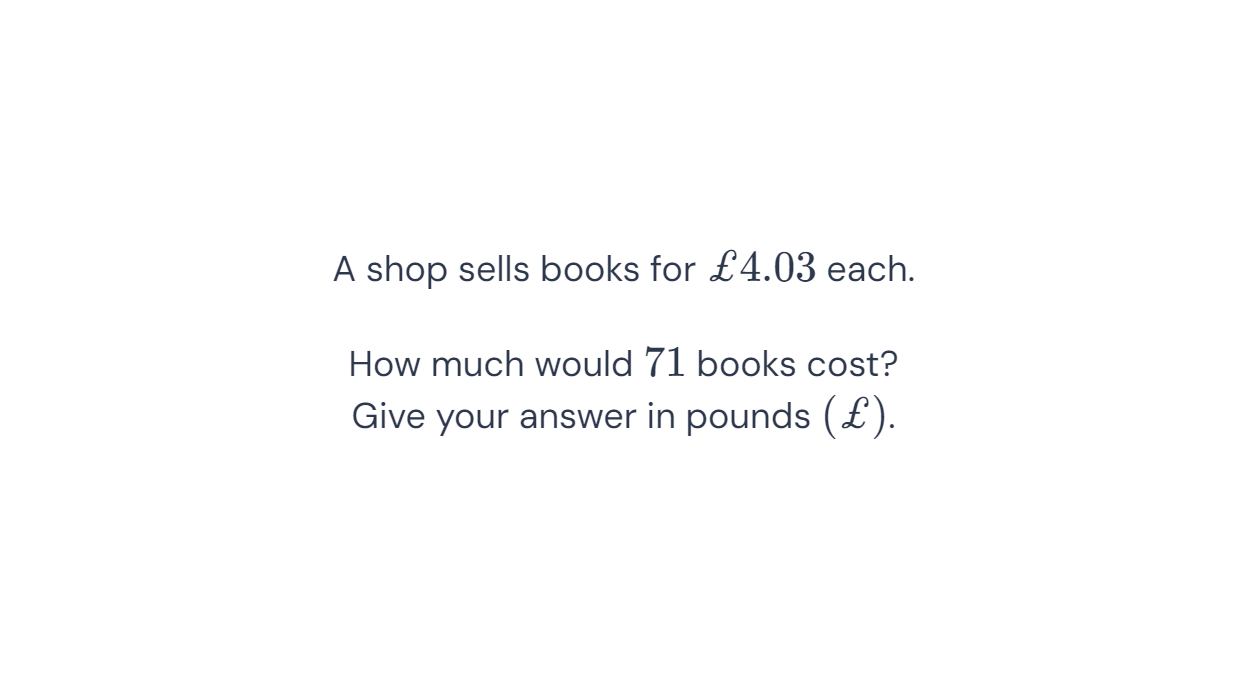 A shop sells books for £4.03 each.
How much would 71 books cost?
Give your answer in pounds (£).